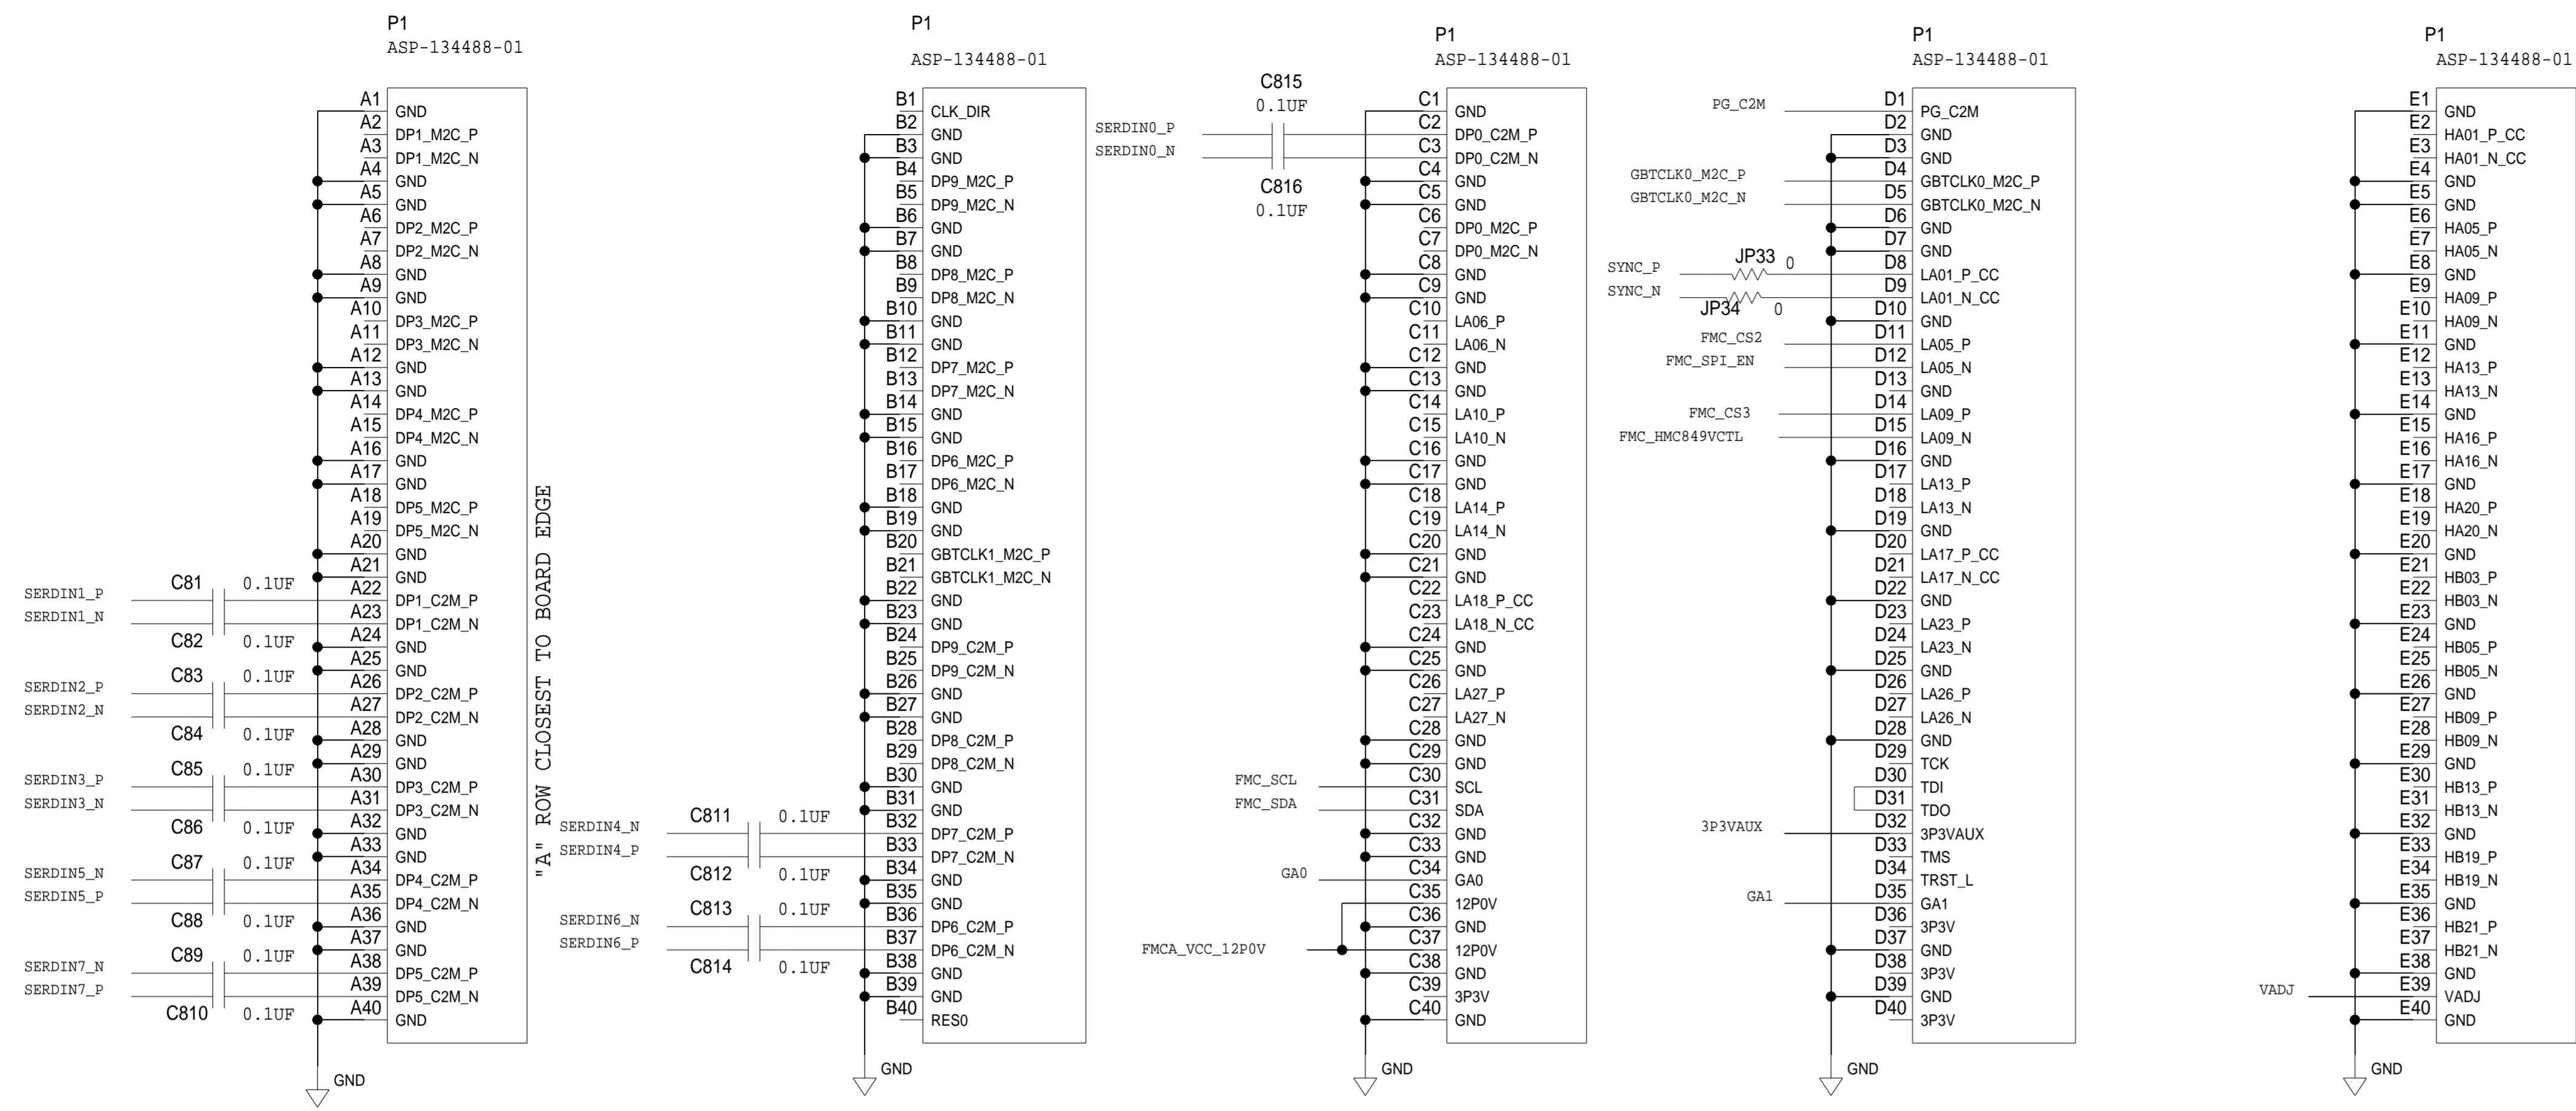 P1
ASP-134488-01
A1 GND
A2 DP1_M2C_P
A3 DP1_M2C_N
A4 GND
A5 GND
A6 DP2_M2C_P
A7 DP2_M2C_N
A8 GND
A9 GND
A10 DP3_M2C_P
A11 DP3_M2C_N
A12 GND
A13 GND
A14 DP4_M2C_P
A15 DP4_M2C_N
A16 GND
A17 GND
A18 DP5_M2C_P
A19 DP5_M2C_N
A20 GND
A21 GND
C81 0.1UF
SERDIN1_P A22 DP1_C2M_P
SERDIN1_N A23 DP1_C2M_N
C82 0.1UF
A24 GND
A25 GND
C83 0.1UF
SERDIN2_P A26 DP2_C2M_P
SERDIN2_N A27 DP2_C2M_N
C84 0.1UF
A28 GND
A29 GND
C85 0.1UF
SERDIN3_P A30 DP3_C2M_P
SERDIN3_N A31 DP3_C2M_N
C86 0.1UF
A32 GND
A33 GND
C87 0.1UF
SERDIN5_N A34 DP4_C2M_P
SERDIN5_P A35 DP4_C2M_N
C88 0.1UF
A36 GND
A37 GND
C89 0.1UF
SERDIN7_N A38 DP5_C2M_P
SERDIN7_P A39 DP5_C2M_N
C810 0.1UF
A40 GND
GND
"A" ROW CLOSEST TO BOARD EDGE
P1
ASP-134488-01
B1 CLK_DIR
B2 GND
B3 GND
B4 DP9_M2C_P
B5 DP9_M2C_N
B6 GND
B7 GND
B8 DP8_M2C_P
B9 DP8_M2C_N
B10 GND
B11 GND
B12 DP7_M2C_P
B13 DP7_M2C_N
B14 GND
B15 GND
B16 DP6_M2C_P
B17 DP6_M2C_N
B18 GND
B19 GND
B20 GBTCLK1_M2C_P
B21 GBTCLK1_M2C_N
B22 GND
B23 GND
B24 DP9_C2M_P
B25 DP9_C2M_N
B26 GND
B27 GND
B28 DP8_C2M_P
B29 DP8_C2M_N
B30 GND
B31 GND
C811 0.1UF
SERDIN4_N B32 DP7_C2M_P
SERDIN4_P B33 DP7_C2M_N
C812 0.1UF
B34 GND
B35 GND
C813 0.1UF
SERDIN6_N B36 DP6_C2M_P
SERDIN6_P B37 DP6_C2M_N
C814 0.1UF
B38 GND
B39 GND
B40 RES0
GND
P1
ASP-134488-01
C815
0.1UF
C1 GND
SERDIN0_P C2 DP0_C2M_P
SERDIN0_N C3 DP0_C2M_N
C816
0.1UF
C4 GND
C5 GND
C6 DP0_M2C_P
C7 DP0_M2C_N
C8 GND
C9 GND
C10 LA06_P
C11 LA06_N
C12 GND
C13 GND
C14 LA10_P
C15 LA10_N
C16 GND
C17 GND
C18 LA14_P
C19 LA14_N
C20 GND
C21 GND
C22 LA18_P_CC
C23 LA18_N_CC
C24 GND
C25 GND
C26 LA27_P
C27 LA27_N
C28 GND
C29 GND
FMC_SCL C30 SCL
FMC_SDA C31 SDA
C32 GND
C33 GND
GA0 C34 GA0
C35 12P0V
C36 GND
FMCA_VCC_12P0V C37 12P0V
C38 GND
C39 3P3V
C40 GND
GND
P1
ASP-134488-01
PG_C2M D1 PG_C2M
D2 GND
D3 GND
GBTCLK0_M2C_P D4 GBTCLK0_M2C_P
GBTCLK0_M2C_N D5 GBTCLK0_M2C_N
D6 GND
D7 GND
JP33 0
SYNC_P D8 LA01_P_CC
SYNC_N D9 LA01_N_CC
JP34 0
D10 GND
FMC_CS2 D11 LA05_P
FMC_SPI_EN D12 LA05_N
D13 GND
FMC_CS3 D14 LA09_P
FMC_HMC849VCTL D15 LA09_N
D16 GND
D17 LA13_P
D18 LA13_N
D19 GND
D20 LA17_P_CC
D21 LA17_N_CC
D22 GND
D23 LA23_P
D24 LA23_N
D25 GND
D26 LA26_P
D27 LA26_N
D28 GND
D29 TCK
D30 TDI
D31 TDO
3P3VAUX D32 3P3VAUX
D33 TMS
D34 TRST_L
GA1 D35 GA1
D36 3P3V
D37 GND
D38 3P3V
D39 GND
D40 3P3V
GND
P1
ASP-134488-01
E1 GND
E2 HA01_P_CC
E3 HA01_N_CC
E4 GND
E5 GND
E6 HA05_P
E7 HA05_N
E8 GND
E9 HA09_P
E10 HA09_N
E11 GND
E12 HA13_P
E13 HA13_N
E14 GND
E15 HA16_P
E16 HA16_N
E17 GND
E18 HA20_P
E19 HA20_N
E20 GND
E21 HB03_P
E22 HB03_N
E23 GND
E24 HB05_P
E25 HB05_N
E26 GND
E27 HB09_P
E28 HB09_N
E29 GND
E30 HB13_P
E31 HB13_N
E32 GND
E33 HB19_P
E34 HB19_N
E35 GND
E36 HB21_P
E37 HB21_N
E38 GND
VADJ E39 VADJ
E40 GND
GND